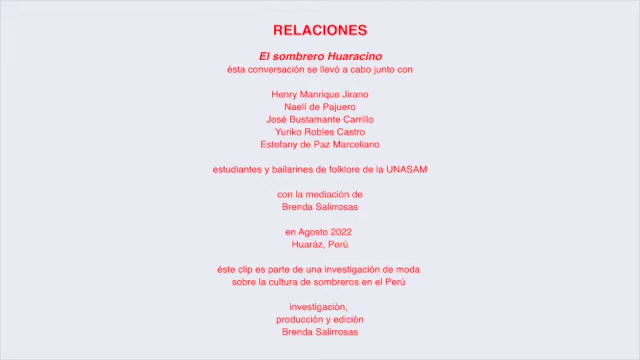 RELACIONES
El sombrero Huaracino
ésta conversación se llevó a cabo junto con
Henry Manrique Jirano
Naelí de Pajuero
José Bustamante Carrillo
Yuriko Robles Castro
Estefany de Paz Marceliano
estudiantes y bailarines de folklore de la UNASAM
con la mediación de
Brenda Salirrosas
en Agosto 2022
Huaráz, Perú
éste clip es parte de una investigación de moda
sobre la cultura de sombreros en el Perú
investigación,
producción y edición
Brenda Salirrosas